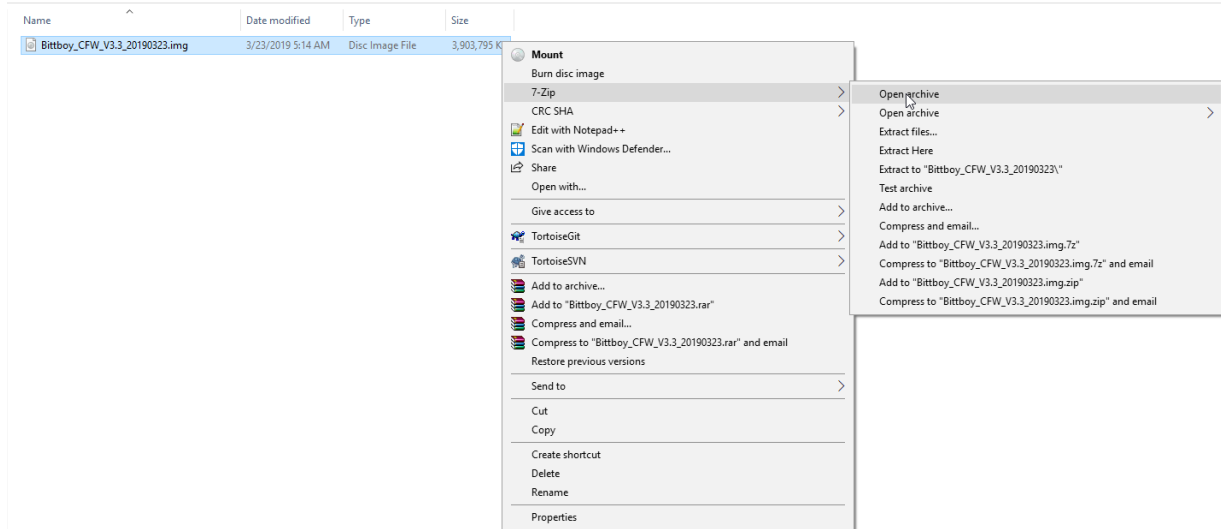 Name Date modified Type Size
Bittboy_CFW_V3.3_20190323.img 3/23/2019 5:14 AM Disc Image File 3,903,795 K
Mount
Burn disc image
7-Zip
CRC SHA
Edit with Notepad++
Scan with Windows Defender...
Share
Open with...
Give access to
TortoiseGit
TortoiseSVN
Add to archive...
Add to "Bittboy_CFW_V3.3_20190323.rar"
Compress and email...
Compress to "Bittboy_CFW_V3.3_20190323.rar" and email
Restore previous versions
Send to
Cut
Copy
Create shortcut
Delete
Rename
Properties
Open archive
Open archive
Extract files...
Extract Here
Extract to "Bittboy_CFW_V3.3_20190323\"
Test archive
Add to archive...
Compress and email...
Add to "Bittboy_CFW_V3.3_20190323.img.7z"
Compress to "Bittboy_CFW_V3.3_20190323.img.7z" and email
Add to "Bittboy_CFW_V3.3_20190323.img.zip"
Compress to "Bittboy_CFW_V3.3_20190323.img.zip" and email